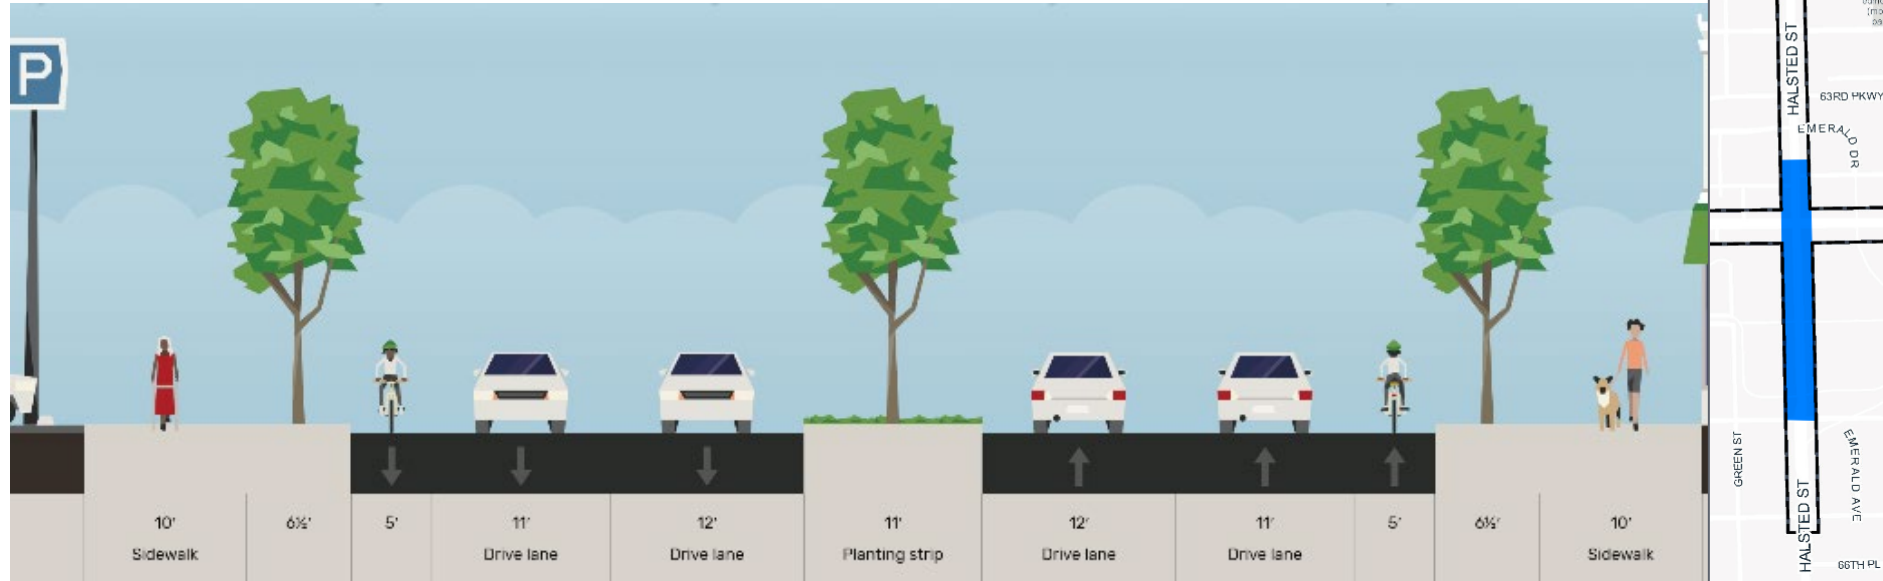 P
10' 6½' 5' 11' 12' 11' 12' 11' 5' 6½' 10'
Sidewalk Drive lane Drive lane Planting strip Drive lane Drive lane Sidewalk
HALSTED ST
63RD PKWY
EMERALD DR
GREEN ST
EMERALD AVE
HALSTED ST
66TH PL